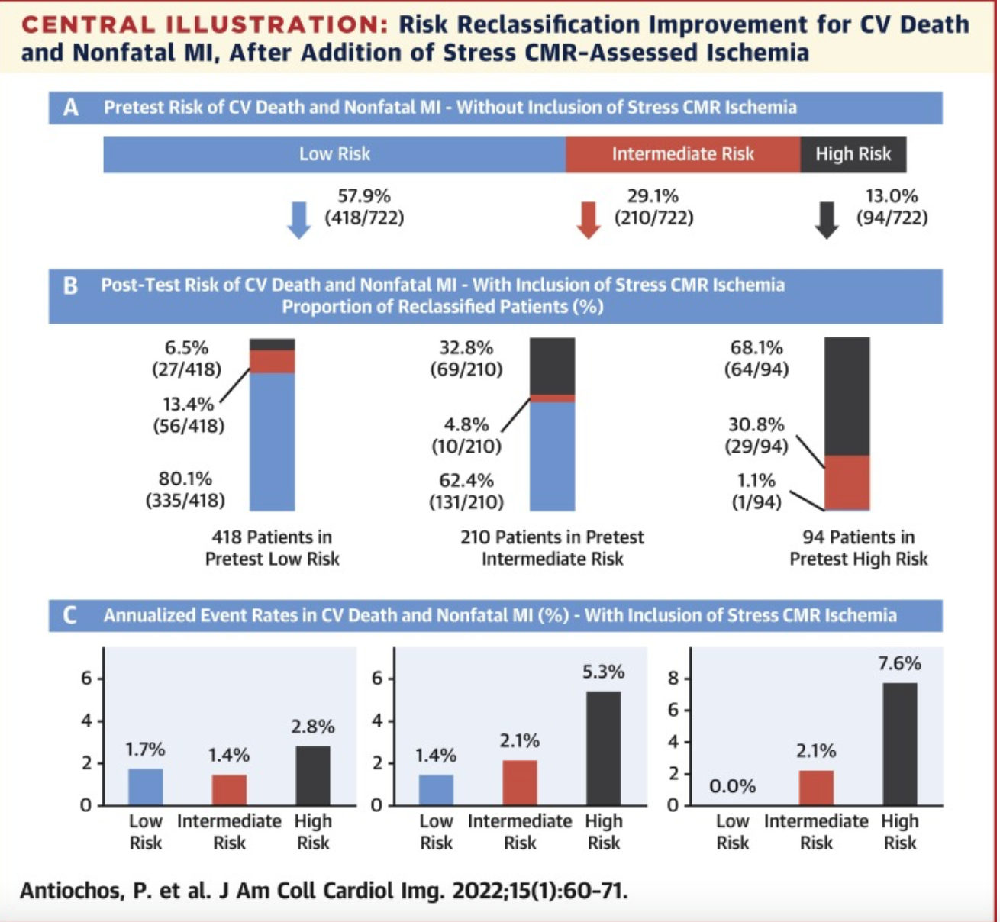 CENTRAL ILLUSTRATION: Risk Reclassification Improvement for CV Death
and Nonfatal MI, After Addition of Stress CMR-Assessed Ischemia
A Pretest Risk of CV Death and Nonfatal MI - Without Inclusion of Stress CMR Ischemia
Low Risk Intermediate Risk High Risk
57.9% 29.1% 13.0%
(418/722) (210/722) (94/722)
B Post-Test Risk of CV Death and Nonfatal MI - With Inclusion of Stress CMR Ischemia
Proportion of Reclassified Patients (%)
6.5%
(27/418)
13.4%
(56/418)
80.1%
(335/418)
418 Patients in
Pretest Low Risk
32.8%
(69/210)
4.8%
(10/210)
62.4%
(131/210)
210 Patients in Pretest
Intermediate Risk
68.1%
(64/94)
30.8%
(29/94)
1.1%
(1/94)
94 Patients in
Pretest High Risk
C Annualized Event Rates in CV Death and Nonfatal MI (%) - With Inclusion of Stress CMR Ischemia
6
4
2
0
1.7%
1.4%
2.8%
Low Intermediate High
Risk Risk Risk
6
4
2
0
1.4%
2.1%
5.3%
Low Intermediate High
Risk Risk Risk
8
6
4
2
0
0.0%
2.1%
7.6%
Low Intermediate High
Risk Risk Risk
Antiochos, P. et al. J Am Coll Cardiol Img. 2022;15(1):60-71.